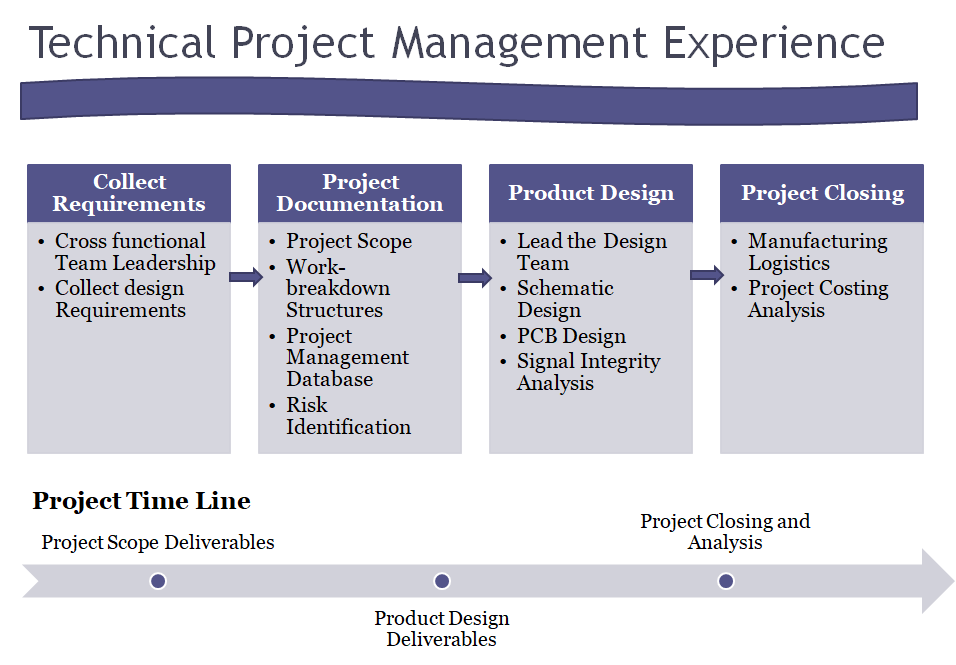 Technical Project Management Experience
Collect
Requirements
• Cross functional
Team Leadership
• Collect design
Requirements
Project
Documentation
• Project Scope
• Work-
breakdown
Structures
• Project
Management
Database
• Risk
Identification
Product Design
• Lead the Design
Team
• Schematic
Design
• PCB Design
• Signal Integrity
Analysis
Project Closing
• Manufacturing
Logistics
• Project Costing
Analysis
Project Time Line
Project Scope Deliverables
Product Design
Deliverables
Project Closing and
Analysis